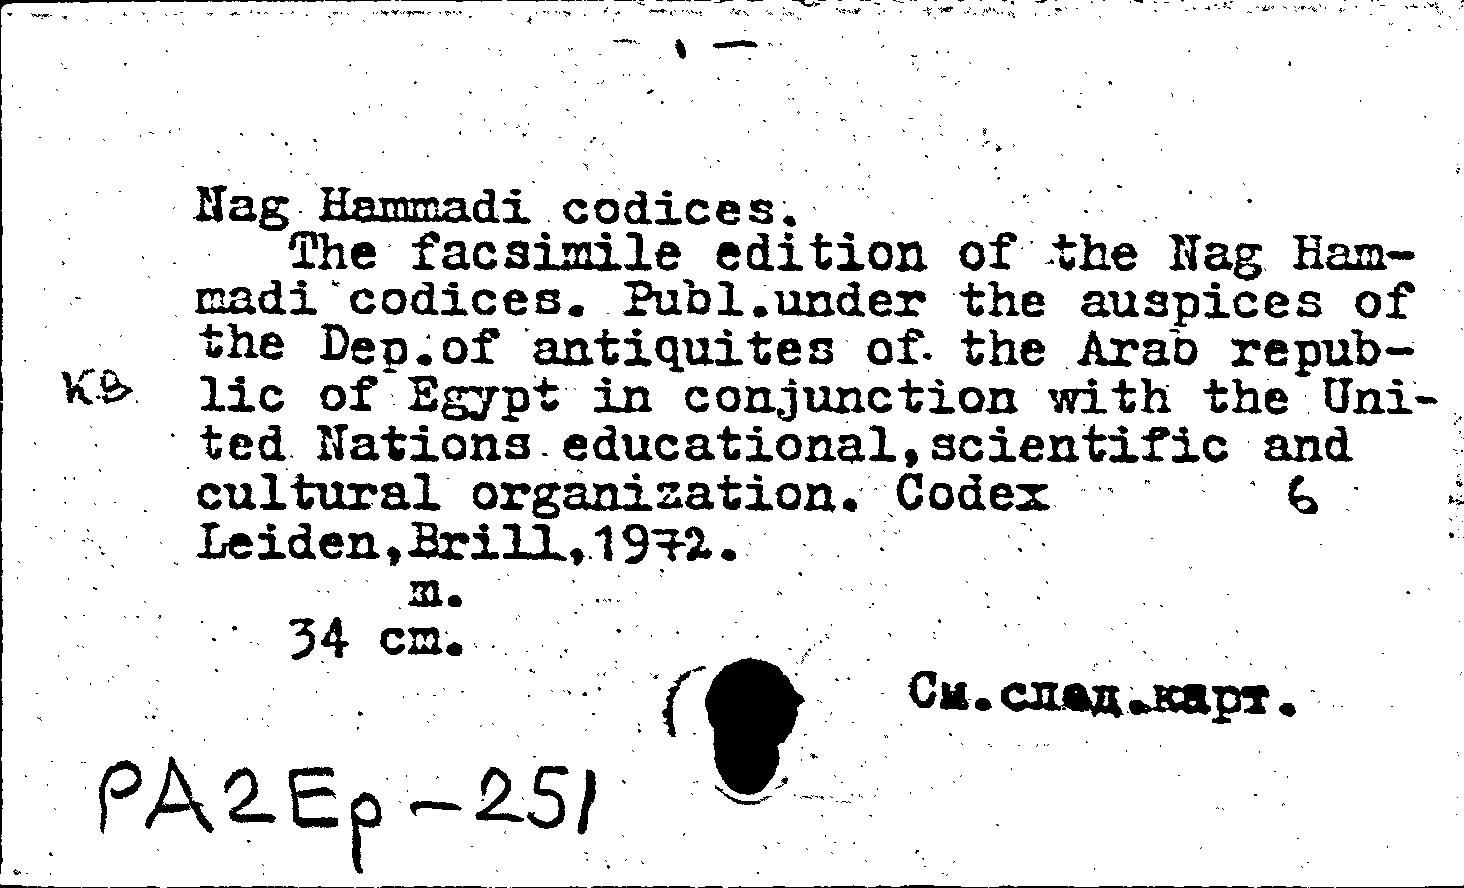 Nag Hammadi codices.
The facsimile edition of the Nag Ham-
madi codices. Publ.under the auspices of
the Dep.of antiquites of the Arab repub-
кв lic of Egypt in conjunction with the Uni-
ted Nations educational,scientific and
cultural organization. Codex 6
Leiden,Brill,1972.
m.
34 cm.
См.след.карт.
PA2Ep-251